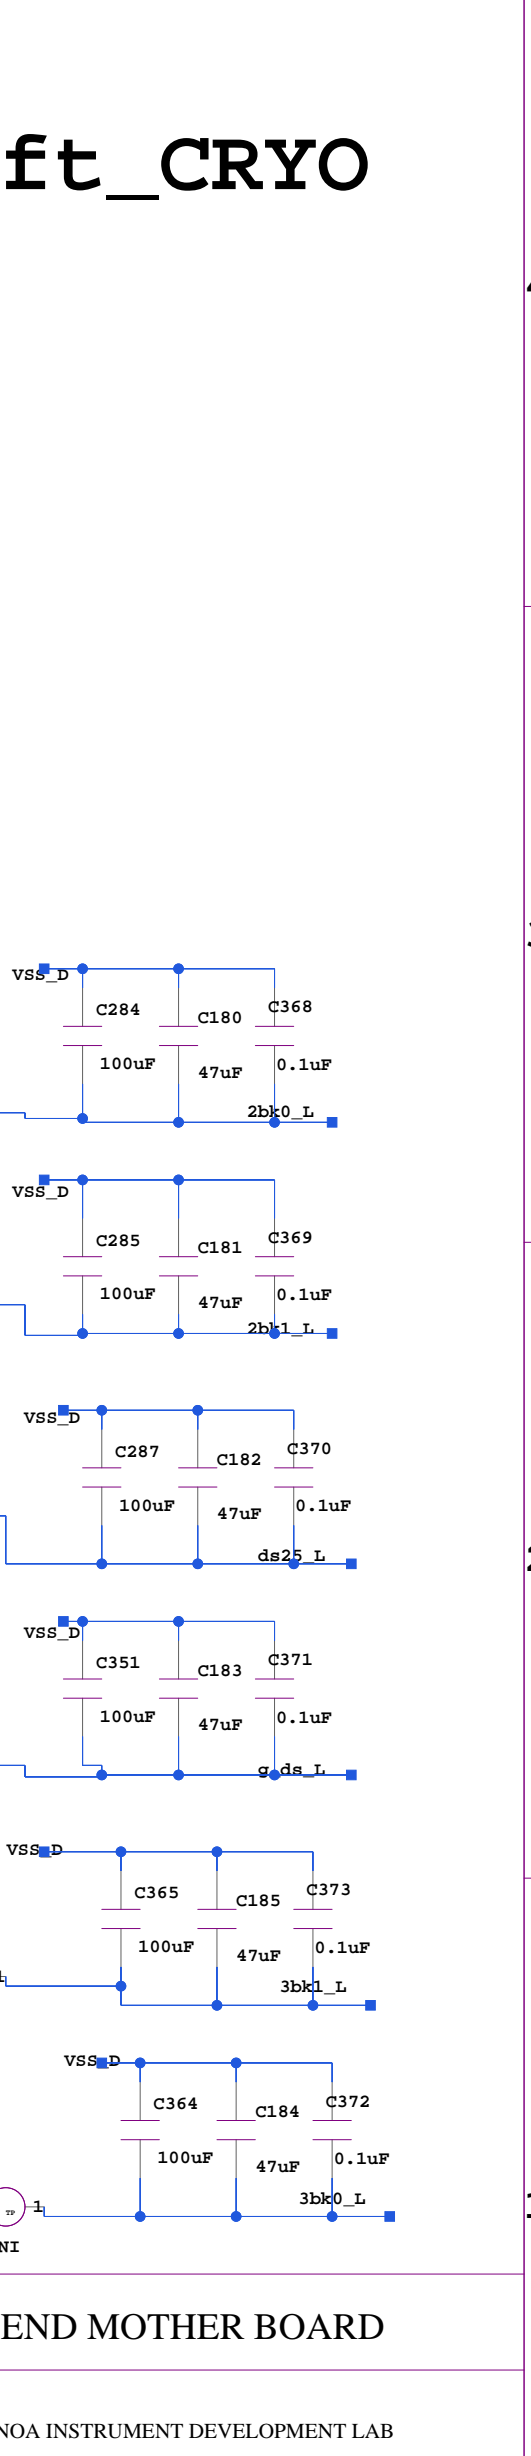 ft_CRYO
VSS_D
C284 C180 C368
100uF 47uF 0.1uF
2bk0_L
VSS_D
C285 C181 C369
100uF 47uF 0.1uF
2bk1_L
VSS_D
C287 C182 C370
100uF 47uF 0.1uF
ds25_L
VSS_D
C351 C183 C371
100uF 47uF 0.1uF
VSS_D
C365 C185 C373
100uF 47uF 0.1uF
3bk1_L
VSS_D
C364 C184 C372
100uF 47uF 0.1uF
3bk0_L
TP 1
NI
END MOTHER BOARD
NOA INSTRUMENT DEVELOPMENT LAB